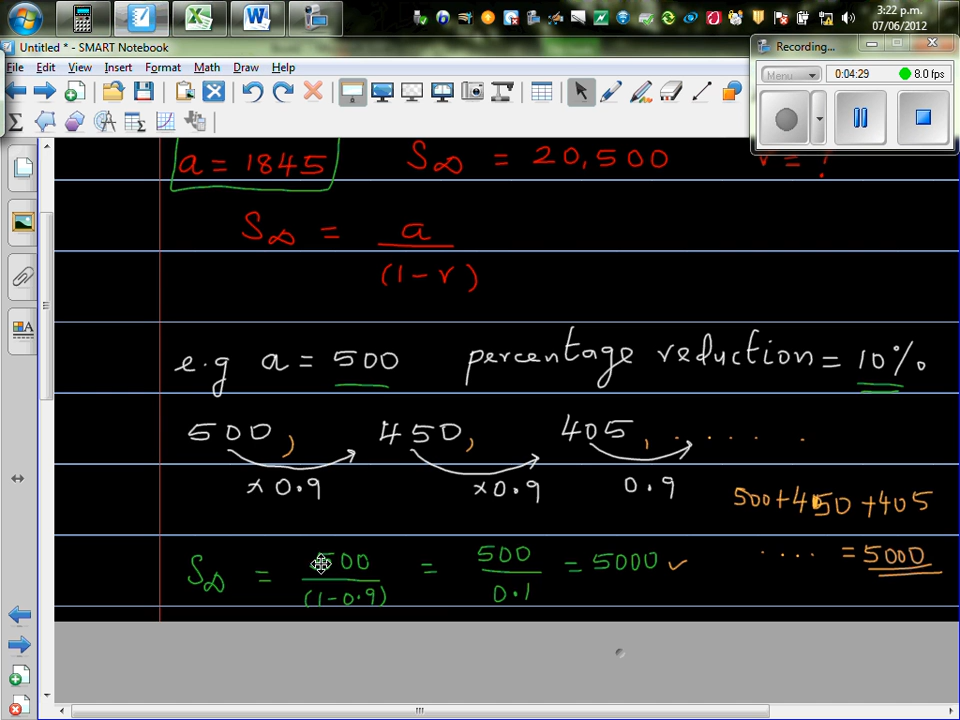 3:22 p.m.
07/06/2012
Untitled * - SMART Notebook
Recording...
File Edit View Insert Format Math Draw Help
Menu
0:04:29
8.0 fps
a = 1845 S∞ = 20,500 r = ?
S∞ = a
(1 - r)
e.g a = 500 percentage reduction = 10%
500, 450, 405, . . . . .
×0.9 ×0.9 0.9
500+450+405
.... = 5000
S∞ = 500 = 500 = 5000 ✓
(1-0.9) 0.1